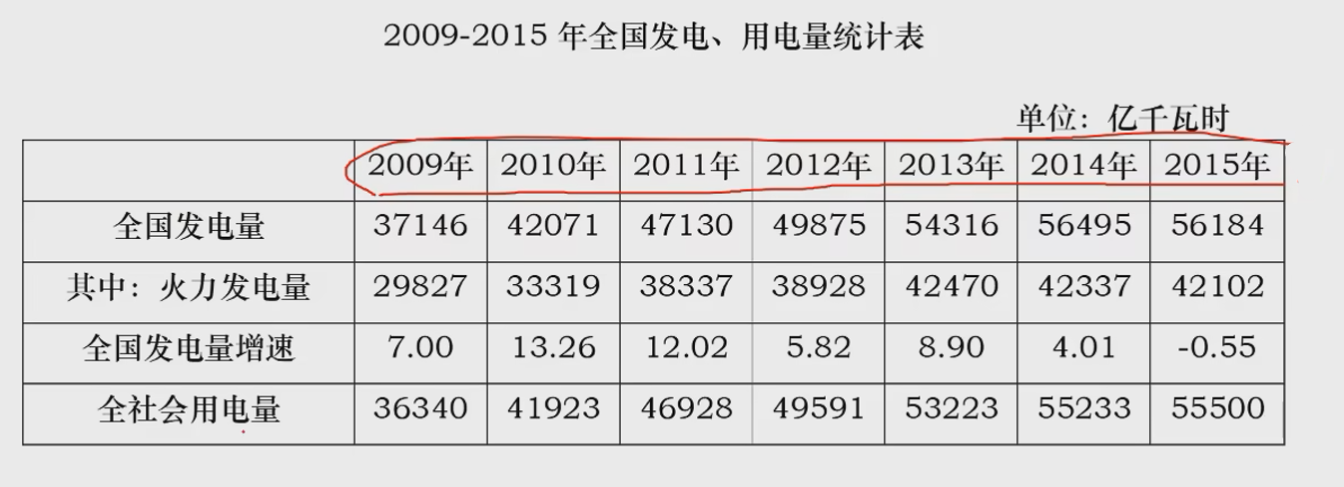 2009-2015 年全国发电、用电量统计表
单位：亿千瓦时
2009年 2010年 2011年 2012年 2013年 2014年 2015年
全国发电量 37146 42071 47130 49875 54316 56495 56184
其中：火力发电量 29827 33319 38337 38928 42470 42337 42102
全国发电量增速 7.00 13.26 12.02 5.82 8.90 4.01 -0.55
全社会用电量 36340 41923 46928 49591 53223 55233 55500